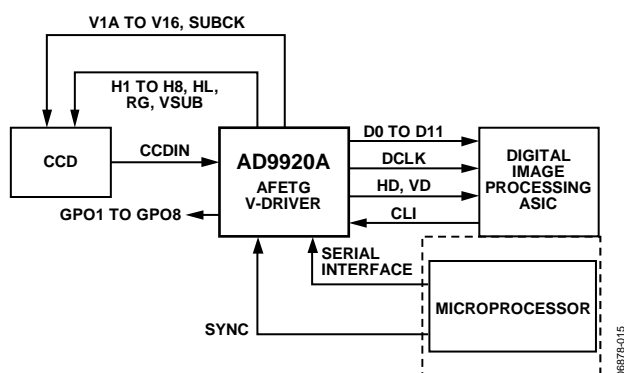 V1A TO V16, SUBCK
H1 TO H8, HL,
RG, VSUB
CCD
CCDIN
AD9920A
AFETG
V-DRIVER
GPO1 TO GPO8
D0 TO D11
DCLK
HD, VD
CLI
DIGITAL
IMAGE
PROCESSING
ASIC
SERIAL
INTERFACE
MICROPROCESSOR
SYNC
06878-015